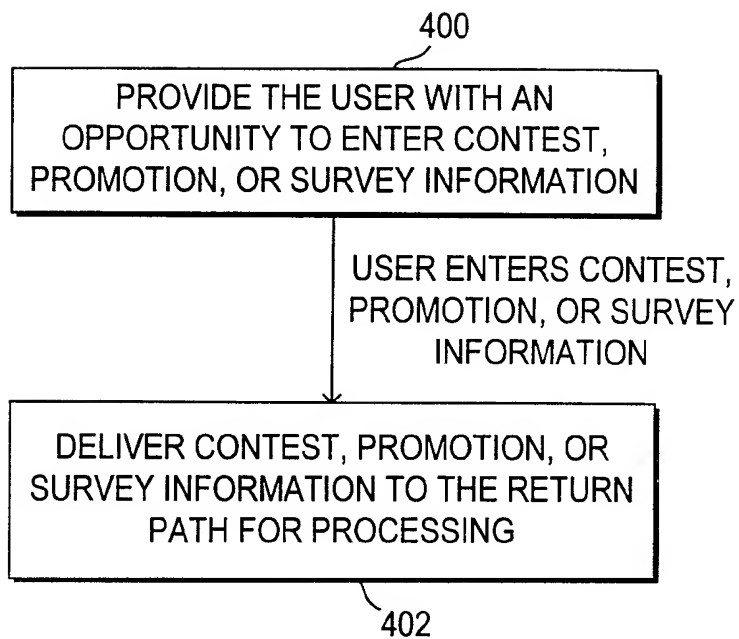 400
PROVIDE THE USER WITH AN
OPPORTUNITY TO ENTER CONTEST,
PROMOTION, OR SURVEY INFORMATION
USER ENTERS CONTEST,
PROMOTION, OR SURVEY
INFORMATION
DELIVER CONTEST, PROMOTION, OR
SURVEY INFORMATION TO THE RETURN
PATH FOR PROCESSING
402